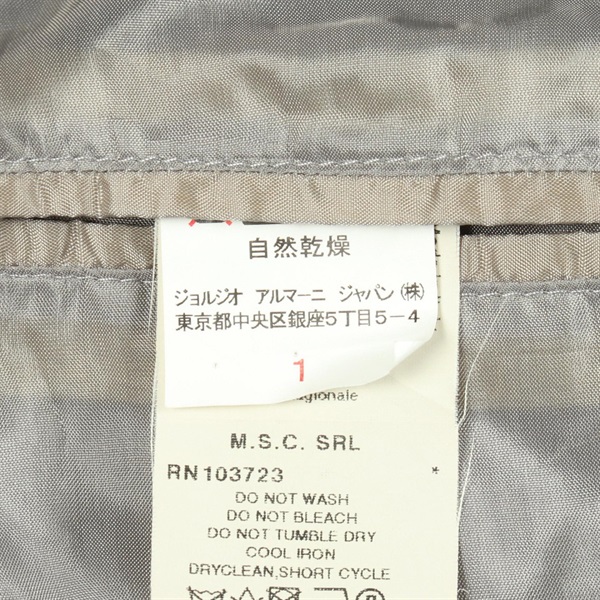 自然乾燥
ジョルジオ アルマーニ ジャパン(株)
東京都中央区銀座5丁目5-4
1
M.S.C. SRL
RN 103723 *
DO NOT WASH
DO NOT BLEACH
DO NOT TUMBLE DRY
COOL IRON
DRYCLEAN,SHORT CYCLE